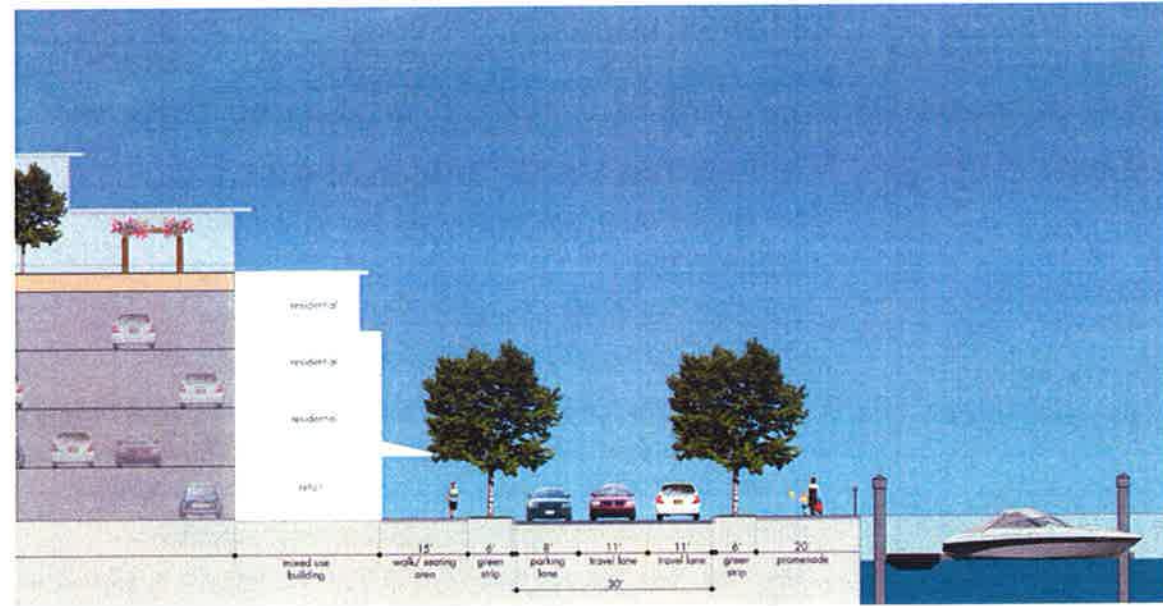 residential
residential
residential
retail
15' 6' 8' 11' 11' 6' 20'
mixed use building
walk/ seating area
green strip
parking lane
travel lane
travel lane
green strip
promenade
30'